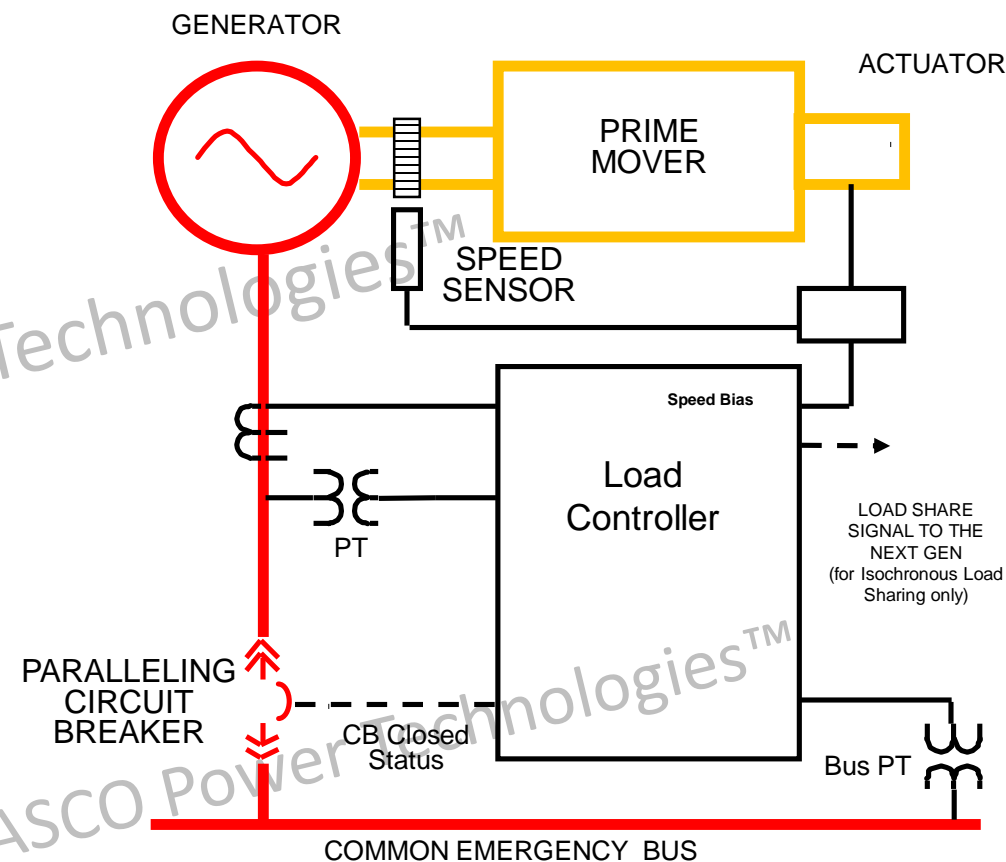 GENERATOR
ACTUATOR
PRIME
MOVER
SPEED
SENSOR
Technologies™
Speed Bias
Load
Controller
PT
LOAD SHARE
SIGNAL TO THE
NEXT GEN
(for Isochronous Load
Sharing only)
PARALLELING
CIRCUIT
BREAKER
CB Closed
Status
Bus PT
ASCO Power Technologies™
COMMON EMERGENCY BUS